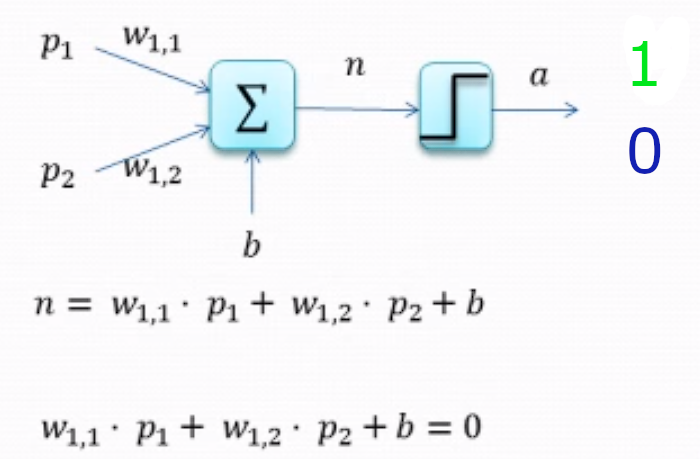 p₁ w₁,₁ n a 1
Σ
0
p₂ w₁,₂
b
n = w₁,₁ · p₁ + w₁,₂ · p₂ + b
w₁,₁ · p₁ + w₁,₂ · p₂ + b = 0